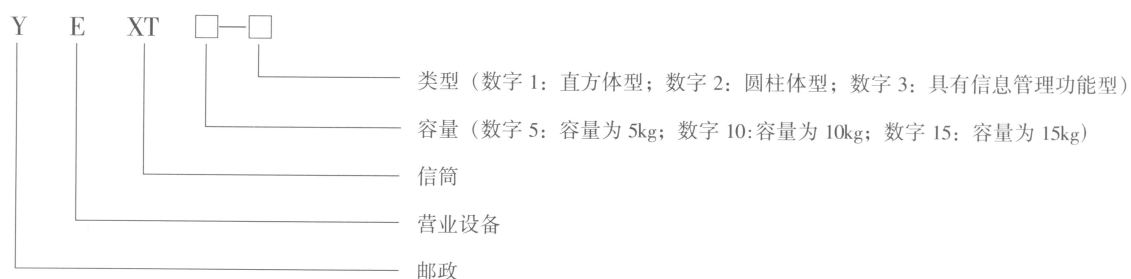 Y E XT □—□
类型（数字 1：直方体型；数字 2：圆柱体型；数字 3：具有信息管理功能型）
容量（数字 5：容量为 5kg；数字 10:容量为 10kg；数字 15：容量为 15kg）
信筒
营业设备
邮政